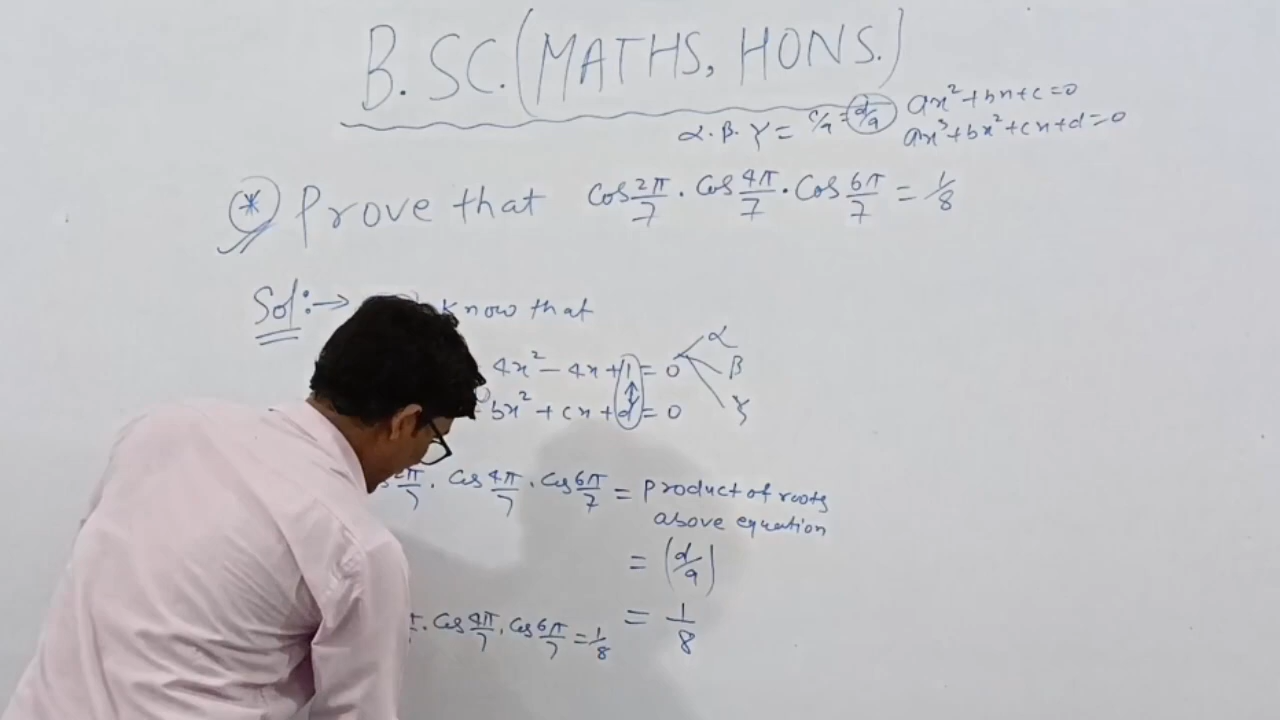 B.SC.(MATHS, HONS.)
ax²+bx+c=0
α.β.γ = c/a = d/a ax³+bx²+cx+d=0
* Prove that cos 2π/7 . cos 4π/7 . cos 6π/7 = 1/8
Sol:→ know that
4x² − 4x + 1 = 0 α
β
bx² + cx + d = 0 γ
2π/7 . cos 4π/7 . cos 6π/7 = Product of roots
above equation
= (d/a)
= 1/8
. cos 4π/7 . cos 6π/7 = 1/8